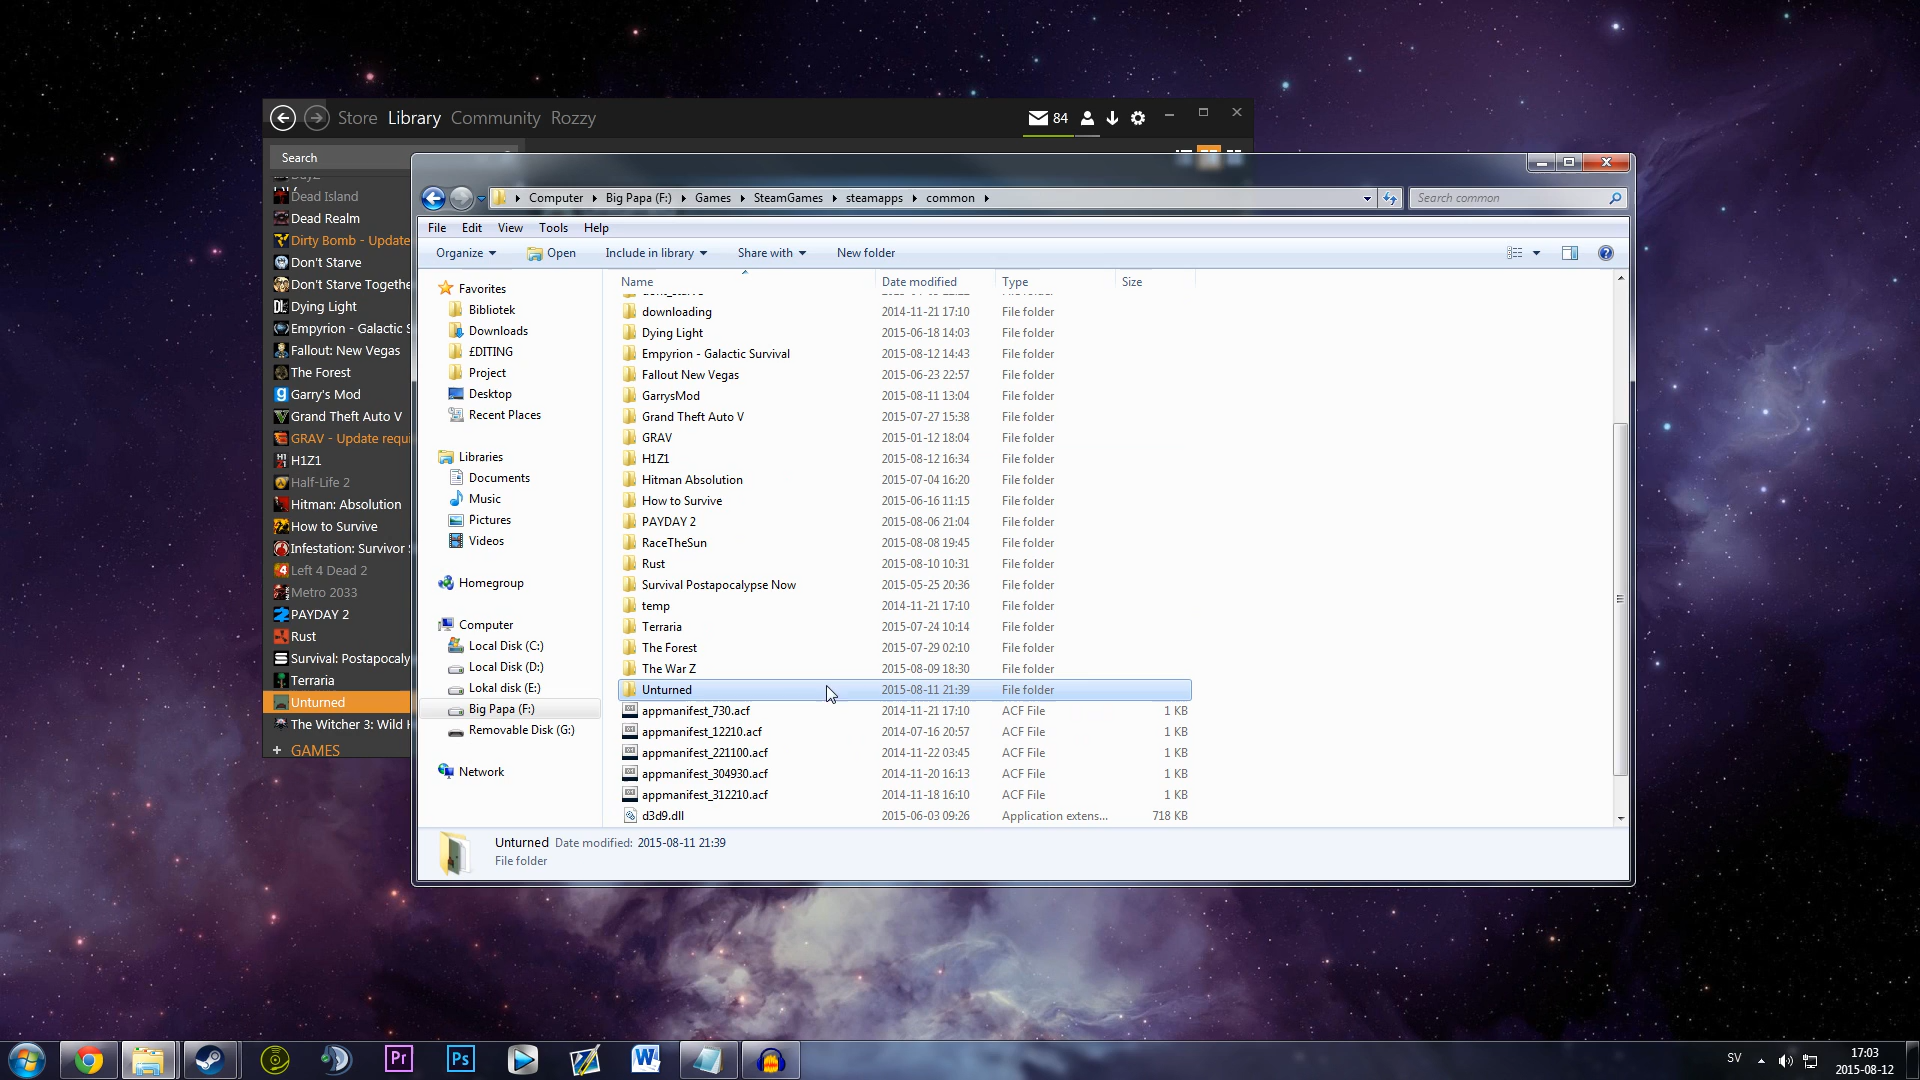 Store Library Community Rozzy
84
Search
Dead Island
Dead Realm
Dirty Bomb - Update
Don't Starve
Don't Starve Togethe
Dying Light
Empyrion - Galactic S
Fallout: New Vegas
The Forest
Garry's Mod
Grand Theft Auto V
GRAV - Update requi
H1Z1
Half-Life 2
Hitman: Absolution
How to Survive
Infestation: Survivor S
Left 4 Dead 2
Metro 2033
PAYDAY 2
Rust
Survival: Postapocaly
Terraria
Unturned
The Witcher 3: Wild H
+ GAMES
Computer Big Papa (F:) Games SteamGames steamapps common
Search common
File Edit View Tools Help
Organize Open Include in library Share with New folder
Favorites
Bibliotek
Downloads
£DITING
Project
Desktop
Recent Places
Libraries
Documents
Music
Pictures
Videos
Homegroup
Computer
Local Disk (C:)
Local Disk (D:)
Lokal disk (E:)
Big Papa (F:)
Removable Disk (G:)
Network
Name Date modified Type Size
downloading 2014-11-21 17:10 File folder
Dying Light 2015-06-18 14:03 File folder
Empyrion - Galactic Survival 2015-08-12 14:43 File folder
Fallout New Vegas 2015-06-23 22:57 File folder
GarrysMod 2015-08-11 13:04 File folder
Grand Theft Auto V 2015-07-27 15:38 File folder
GRAV 2015-01-12 18:04 File folder
H1Z1 2015-08-12 16:34 File folder
Hitman Absolution 2015-07-04 16:20 File folder
How to Survive 2015-06-16 11:15 File folder
PAYDAY 2 2015-08-06 21:04 File folder
RaceTheSun 2015-08-08 19:45 File folder
Rust 2015-08-10 10:31 File folder
Survival Postapocalypse Now 2015-05-25 20:36 File folder
temp 2014-11-21 17:10 File folder
Terraria 2015-07-24 10:14 File folder
The Forest 2015-07-29 02:10 File folder
The War Z 2015-08-09 18:30 File folder
Unturned 2015-08-11 21:39 File folder
appmanifest_730.acf 2014-11-21 17:10 ACF File 1 KB
appmanifest_12210.acf 2014-07-16 20:57 ACF File 1 KB
appmanifest_221100.acf 2014-11-22 03:45 ACF File 1 KB
appmanifest_304930.acf 2014-11-20 16:13 ACF File 1 KB
appmanifest_312210.acf 2014-11-18 16:10 ACF File 1 KB
d3d9.dll 2015-06-03 09:26 Application extens... 718 KB
Unturned Date modified: 2015-08-11 21:39
File folder
Pr
Ps
W
SV
17:03
2015-08-12